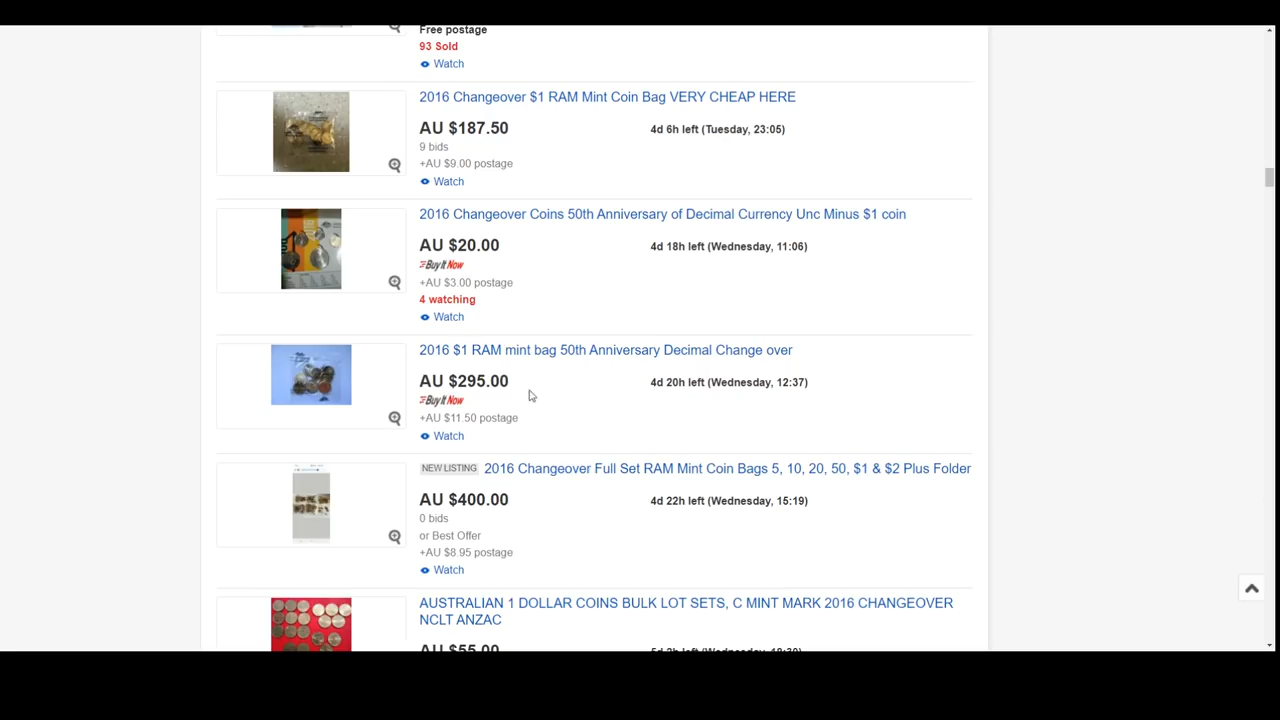 Free postage
93 Sold
Watch
2016 Changeover $1 RAM Mint Coin Bag VERY CHEAP HERE
AU $187.50
4d 6h left (Tuesday, 23:05)
9 bids
+AU $9.00 postage
Watch
2016 Changeover Coins 50th Anniversary of Decimal Currency Unc Minus $1 coin
AU $20.00
4d 18h left (Wednesday, 11:06)
Buy It Now
+AU $3.00 postage
4 watching
Watch
2016 $1 RAM mint bag 50th Anniversary Decimal Change over
AU $295.00
4d 20h left (Wednesday, 12:37)
Buy It Now
+AU $11.50 postage
Watch
NEW LISTING 2016 Changeover Full Set RAM Mint Coin Bags 5, 10, 20, 50, $1 & $2 Plus Folder
AU $400.00
4d 22h left (Wednesday, 15:19)
0 bids
or Best Offer
+AU $8.95 postage
Watch
AUSTRALIAN 1 DOLLAR COINS BULK LOT SETS, C MINT MARK 2016 CHANGEOVER
NCLT ANZAC
AU $55.00